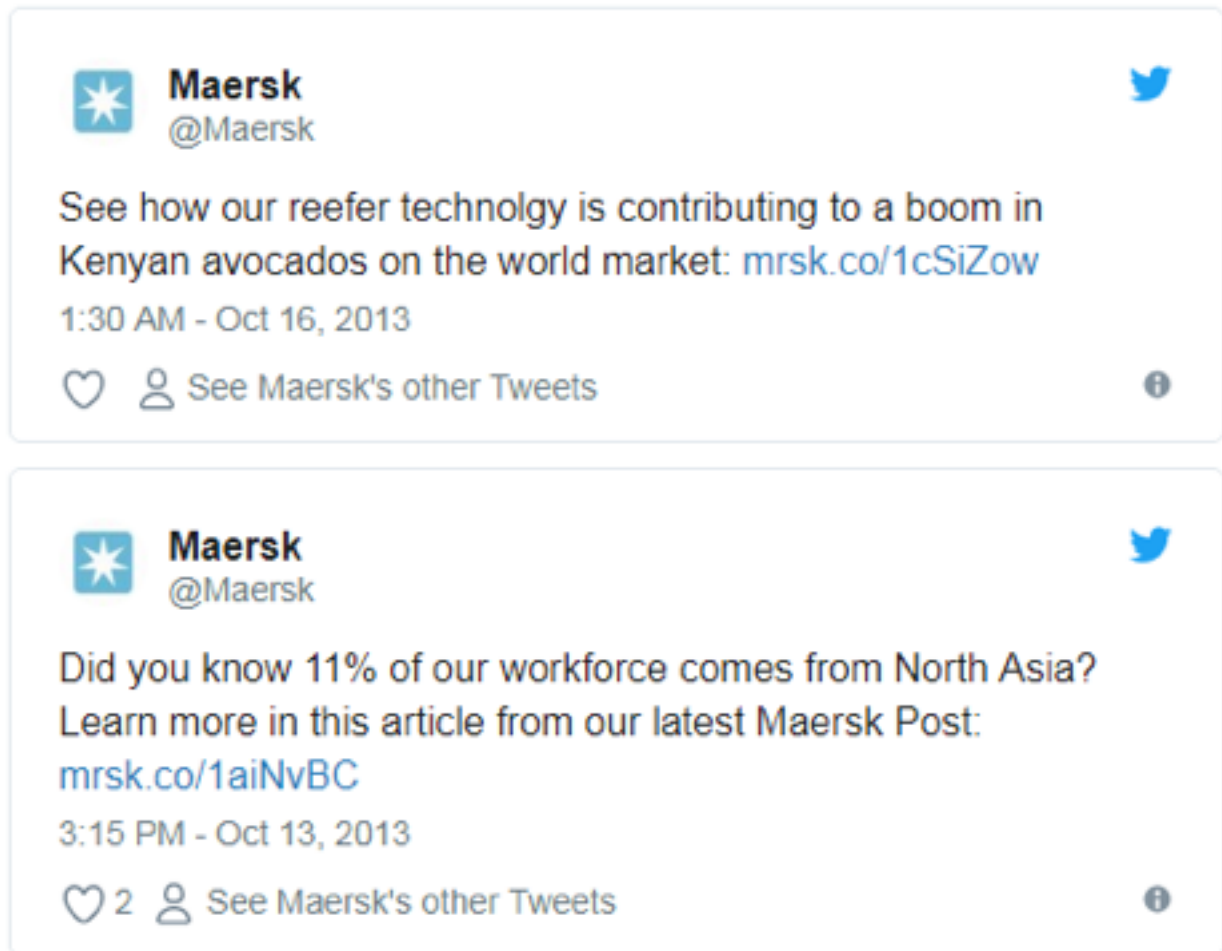 Maersk
@Maersk
See how our reefer technolgy is contributing to a boom in
Kenyan avocados on the world market: mrsk.co/1cSiZow
1:30 AM - Oct 16, 2013
See Maersk's other Tweets
Maersk
@Maersk
Did you know 11% of our workforce comes from North Asia?
Learn more in this article from our latest Maersk Post:
mrsk.co/1aiNvBC
3:15 PM - Oct 13, 2013
2 See Maersk's other Tweets